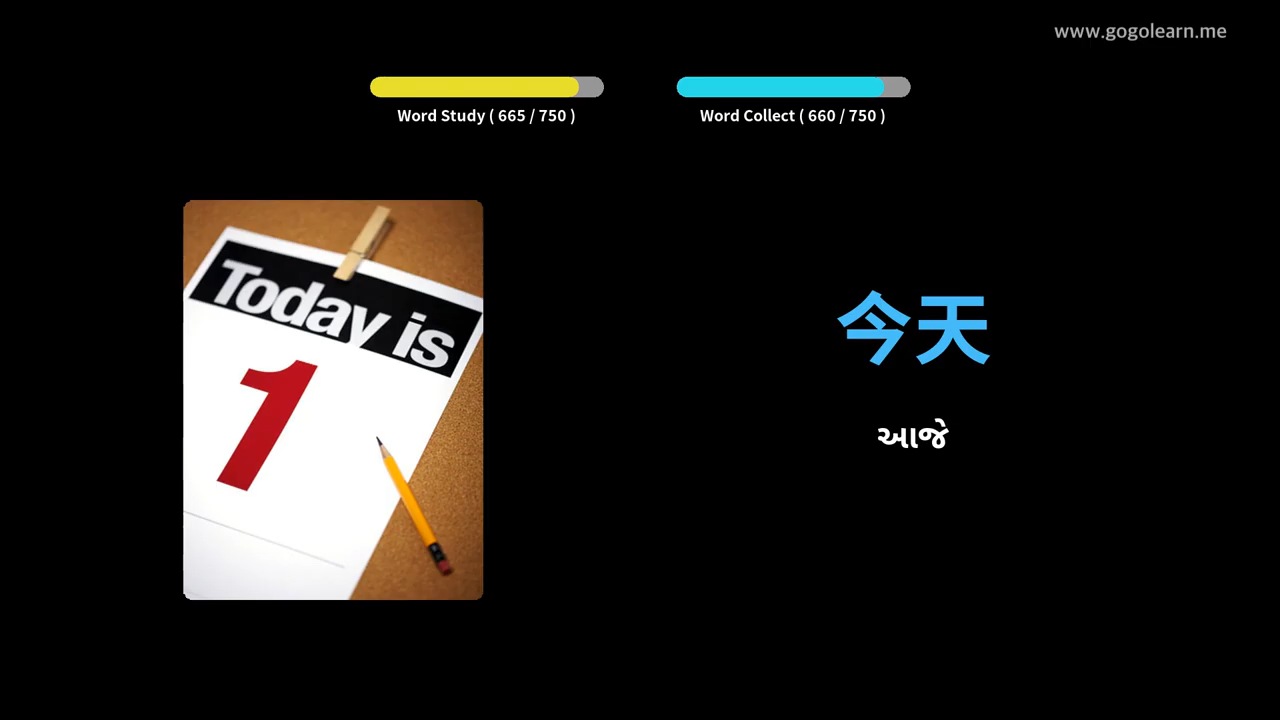 www.gogolearn.me
Word Study ( 665 / 750 )
Word Collect ( 660 / 750 )
Today is
1
今天
આજે